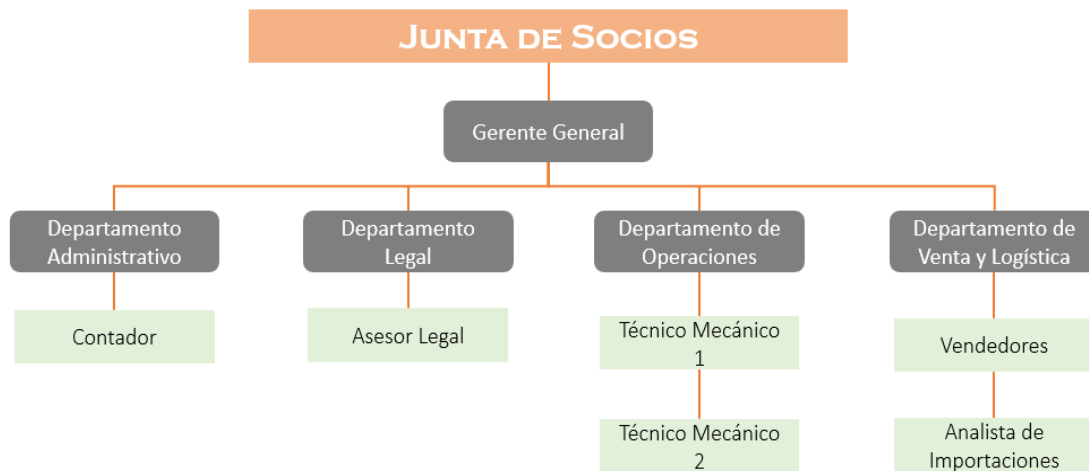 JUNTA DE SOCIOS
Gerente General
Departamento
Administrativo
Departamento
Legal
Departamento de
Operaciones
Departamento de
Venta y Logística
Contador
Asesor Legal
Técnico Mecánico
1
Vendedores
Técnico Mecánico
2
Analista de
Importaciones